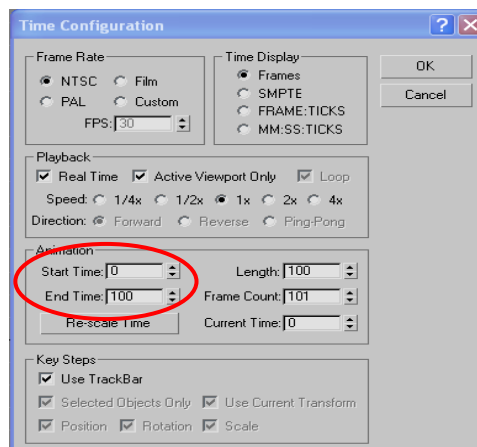 Time Configuration
Frame Rate
NTSC Film
PAL Custom
FPS: 30
Time Display
Frames
SMPTE
FRAME:TICKS
MM:SS:TICKS
OK
Cancel
Playback
Real Time Active Viewport Only Loop
Speed: 1/4x 1/2x 1x 2x 4x
Direction: Forward Reverse Ping-Pong
Animation
Start Time: 0 Length: 100
End Time: 100 Frame Count: 101
Re-scale Time Current Time: 0
Key Steps
Use TrackBar
Selected Objects Only Use Current Transform
Position Rotation Scale